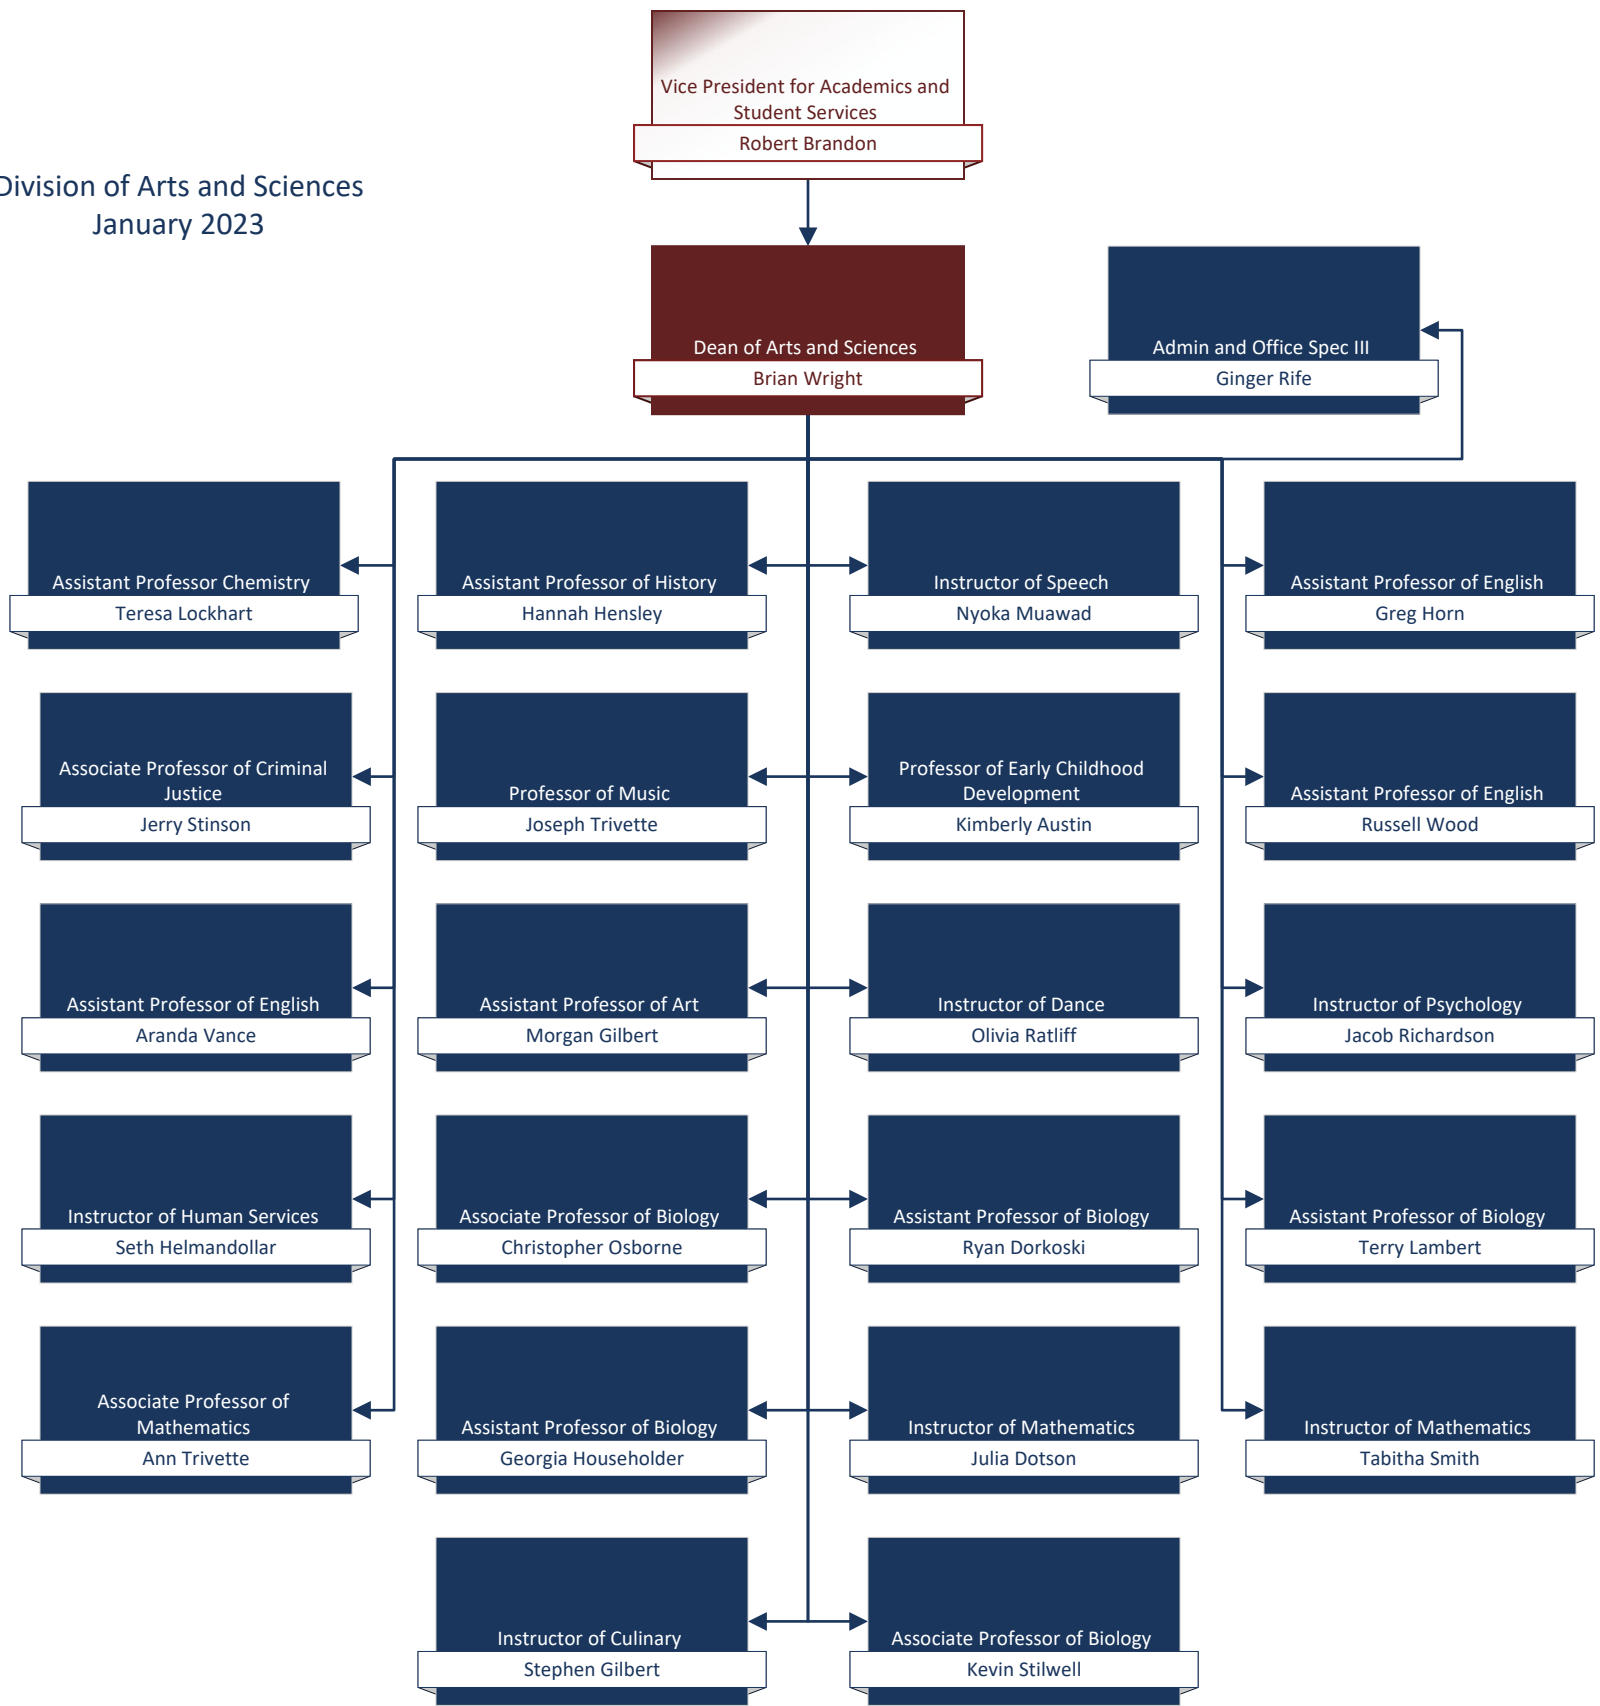 Vice President for Academics and
Student Services
Robert Brandon
Division of Arts and Sciences
January 2023
Dean of Arts and Sciences
Brian Wright
Admin and Office Spec III
Ginger Rife
Assistant Professor Chemistry
Teresa Lockhart
Assistant Professor of History
Hannah Hensley
Instructor of Speech
Nyoka Muawad
Assistant Professor of English
Greg Horn
Associate Professor of Criminal
Justice
Jerry Stinson
Professor of Music
Joseph Trivette
Professor of Early Childhood
Development
Kimberly Austin
Assistant Professor of English
Russell Wood
Assistant Professor of English
Aranda Vance
Assistant Professor of Art
Morgan Gilbert
Instructor of Dance
Olivia Ratliff
Instructor of Psychology
Jacob Richardson
Instructor of Human Services
Seth Helmandollar
Associate Professor of Biology
Christopher Osborne
Assistant Professor of Biology
Ryan Dorkoski
Assistant Professor of Biology
Terry Lambert
Associate Professor of
Mathematics
Ann Trivette
Assistant Professor of Biology
Georgia Householder
Instructor of Mathematics
Julia Dotson
Instructor of Mathematics
Tabitha Smith
Instructor of Culinary
Stephen Gilbert
Associate Professor of Biology
Kevin Stilwell